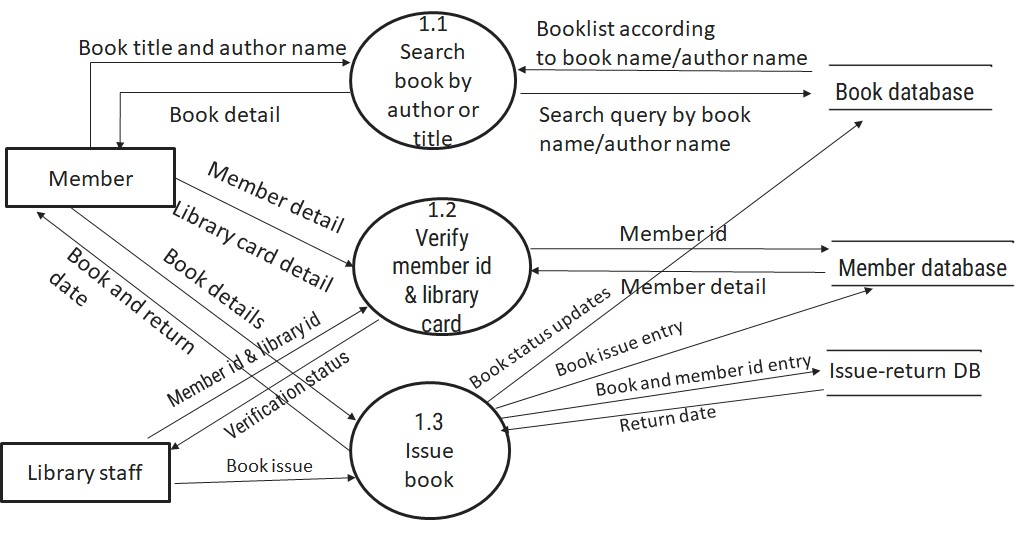 Book title and author name
Book detail
1.1
Search
book by
author or
title
Booklist according
to book name/author name
Search query by book
name/author name
Book database
Member
Member detail
Library card detail
1.2
Verify
member id
& library
card
Member id
Member detail
Member database
Book and return
date
Book details
Member id & library id
Verification status
Book status updates
Book issue entry
Book and member id entry
Return date
Issue-return DB
1.3
Issue
book
Library staff
Book issue